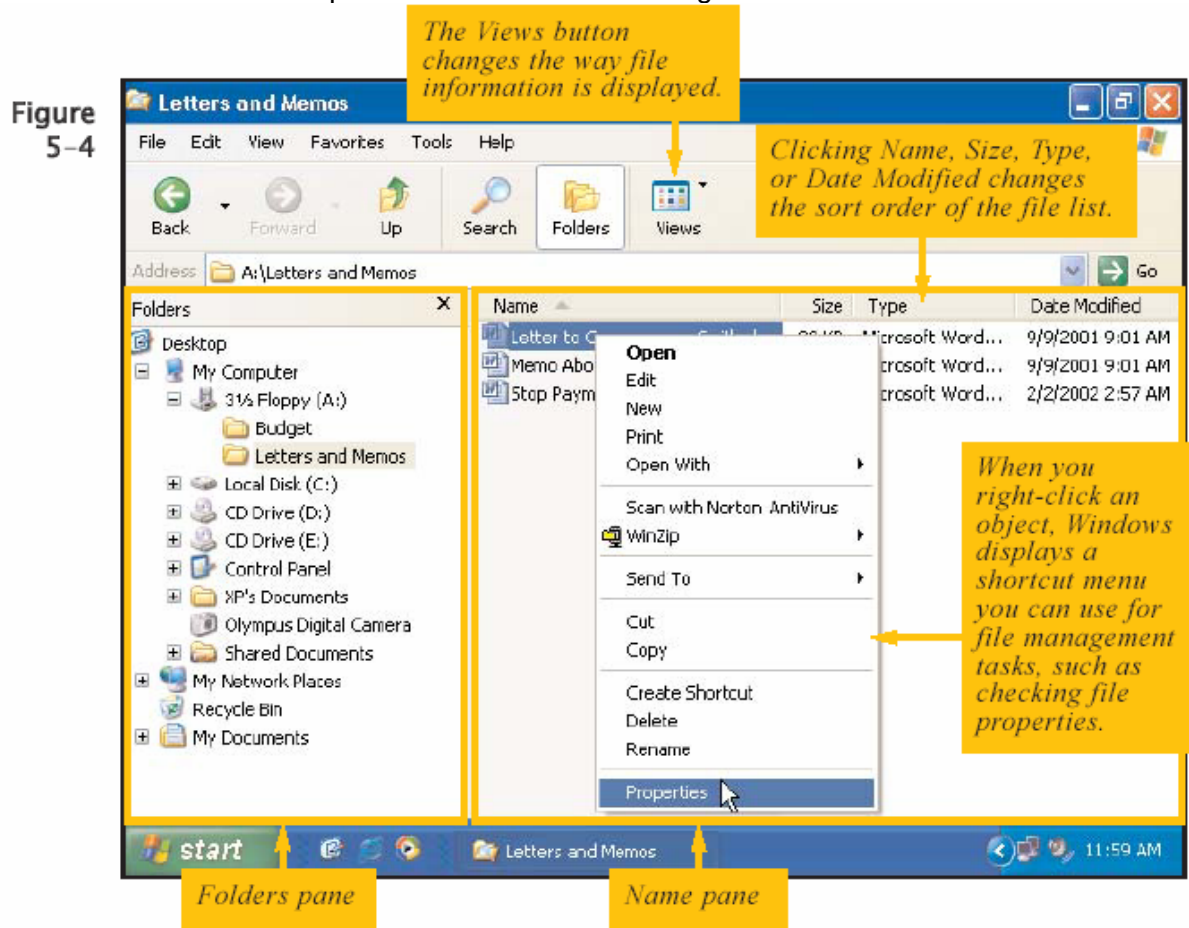 The Views button
changes the way file
information is displayed.
Figure
5-4
Letters and Memos
File Edit View Favorites Tools Help
Clicking Name, Size, Type,
or Date Modified changes
the sort order of the file list.
Back Forward Up Search Folders Views
Address A:\Letters and Memos Go
Folders X
Name Size Type Date Modified
Desktop
My Computer
3½ Floppy (A:)
Budget
Letters and Memos
Local Disk (C:)
CD Drive (D:)
CD Drive (E:)
Control Panel
XP's Documents
Olympus Digital Camera
Shared Documents
My Network Places
Recycle Bin
My Documents
Letter to 9/9/2001 9:01 AM
Memo Abo crosoft Word... 9/9/2001 9:01 AM
Stop Paym crosoft Word... 2/2/2002 2:57 AM
Open
Edit
New
Print
Open With
Scan with Norton AntiVirus
WinZip
Send To
Cut
Copy
Create Shortcut
Delete
Rename
Properties
When you
right-click an
object, Windows
displays a
shortcut menu
you can use for
file management
tasks, such as
checking file
properties.
start Letters and Memos 11:59 AM
Folders pane
Name pane